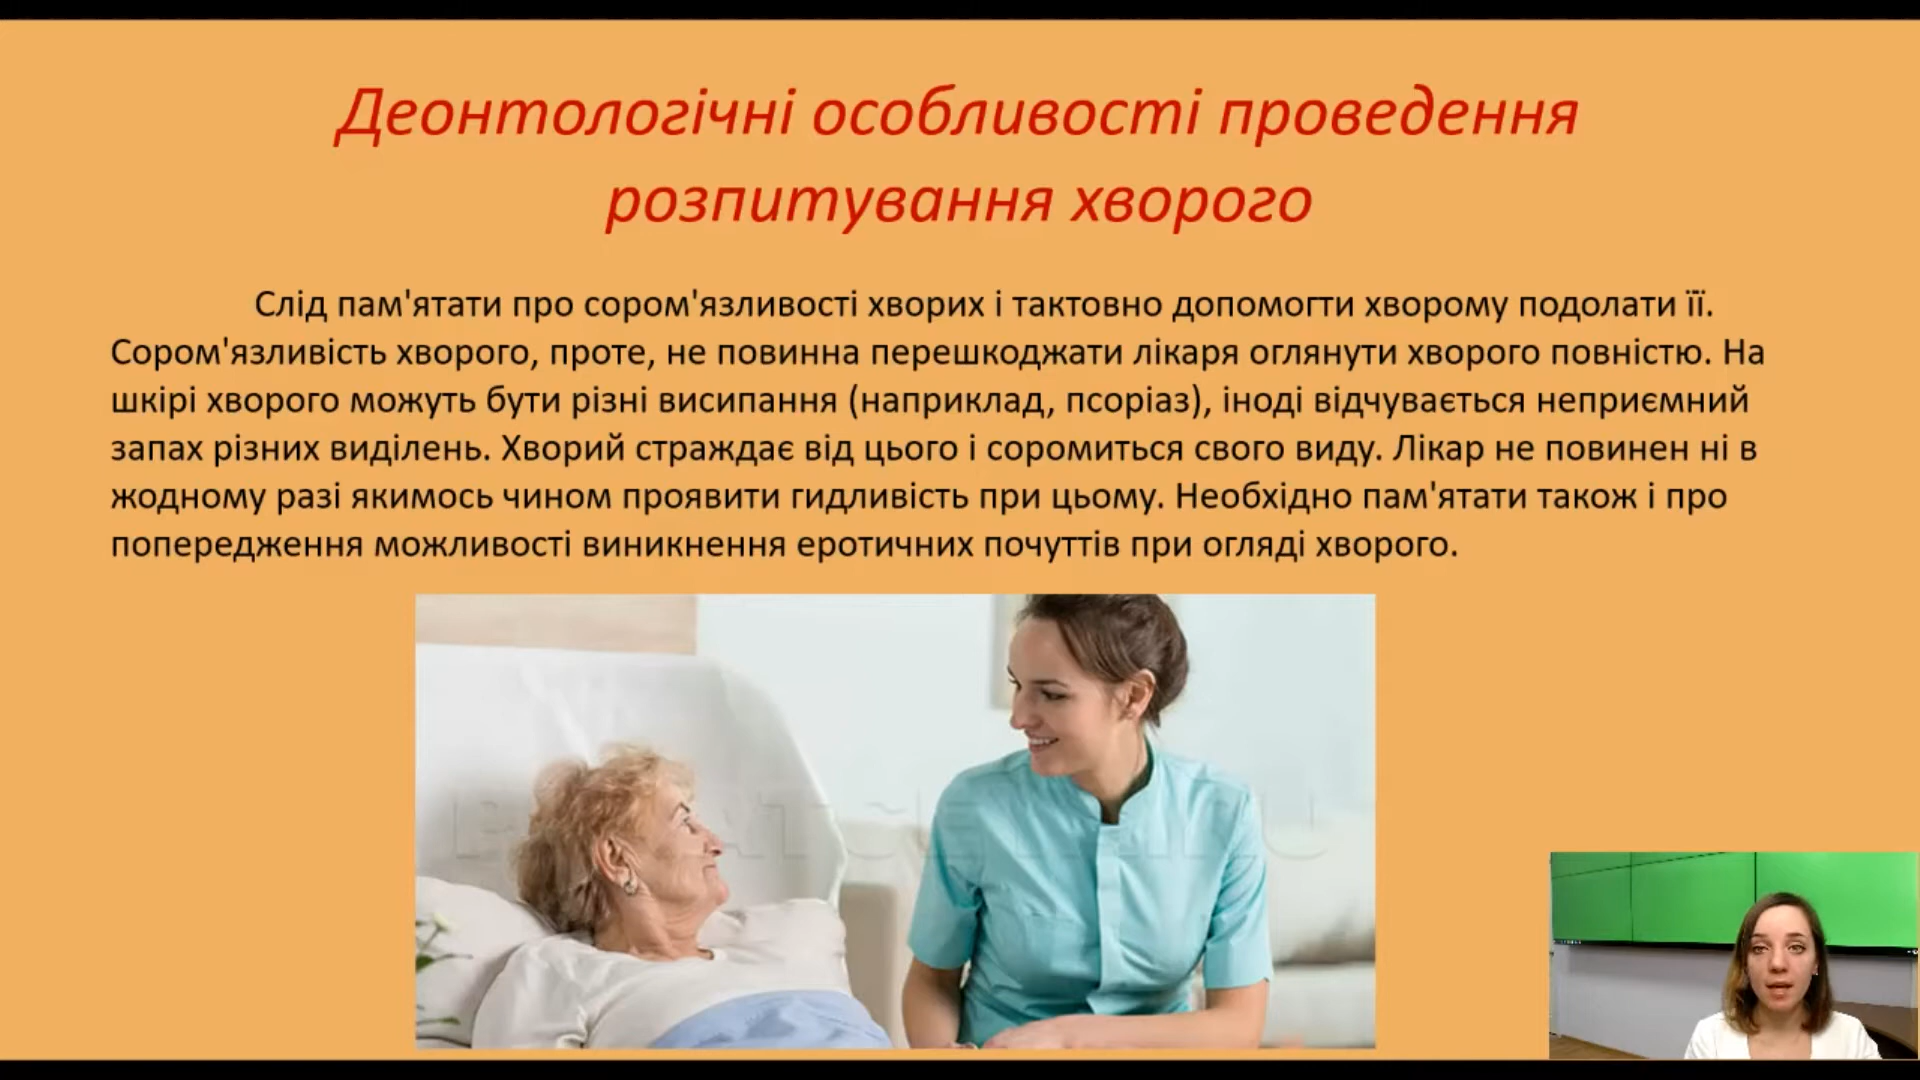 Деонтологічні особливості проведення
розпитування хворого
Слід пам'ятати про сором'язливості хворих і тактовно допомогти хворому подолати її.
Сором'язливість хворого, проте, не повинна перешкоджати лікаря оглянути хворого повністю. На
шкірі хворого можуть бути різні висипання (наприклад, псоріаз), іноді відчувається неприємний
запах різних виділень. Хворий страждає від цього і соромиться свого виду. Лікар не повинен ні в
жодному разі якимось чином проявити гидливість при цьому. Необхідно пам'ятати також і про
попередження можливості виникнення еротичних почуттів при огляді хворого.